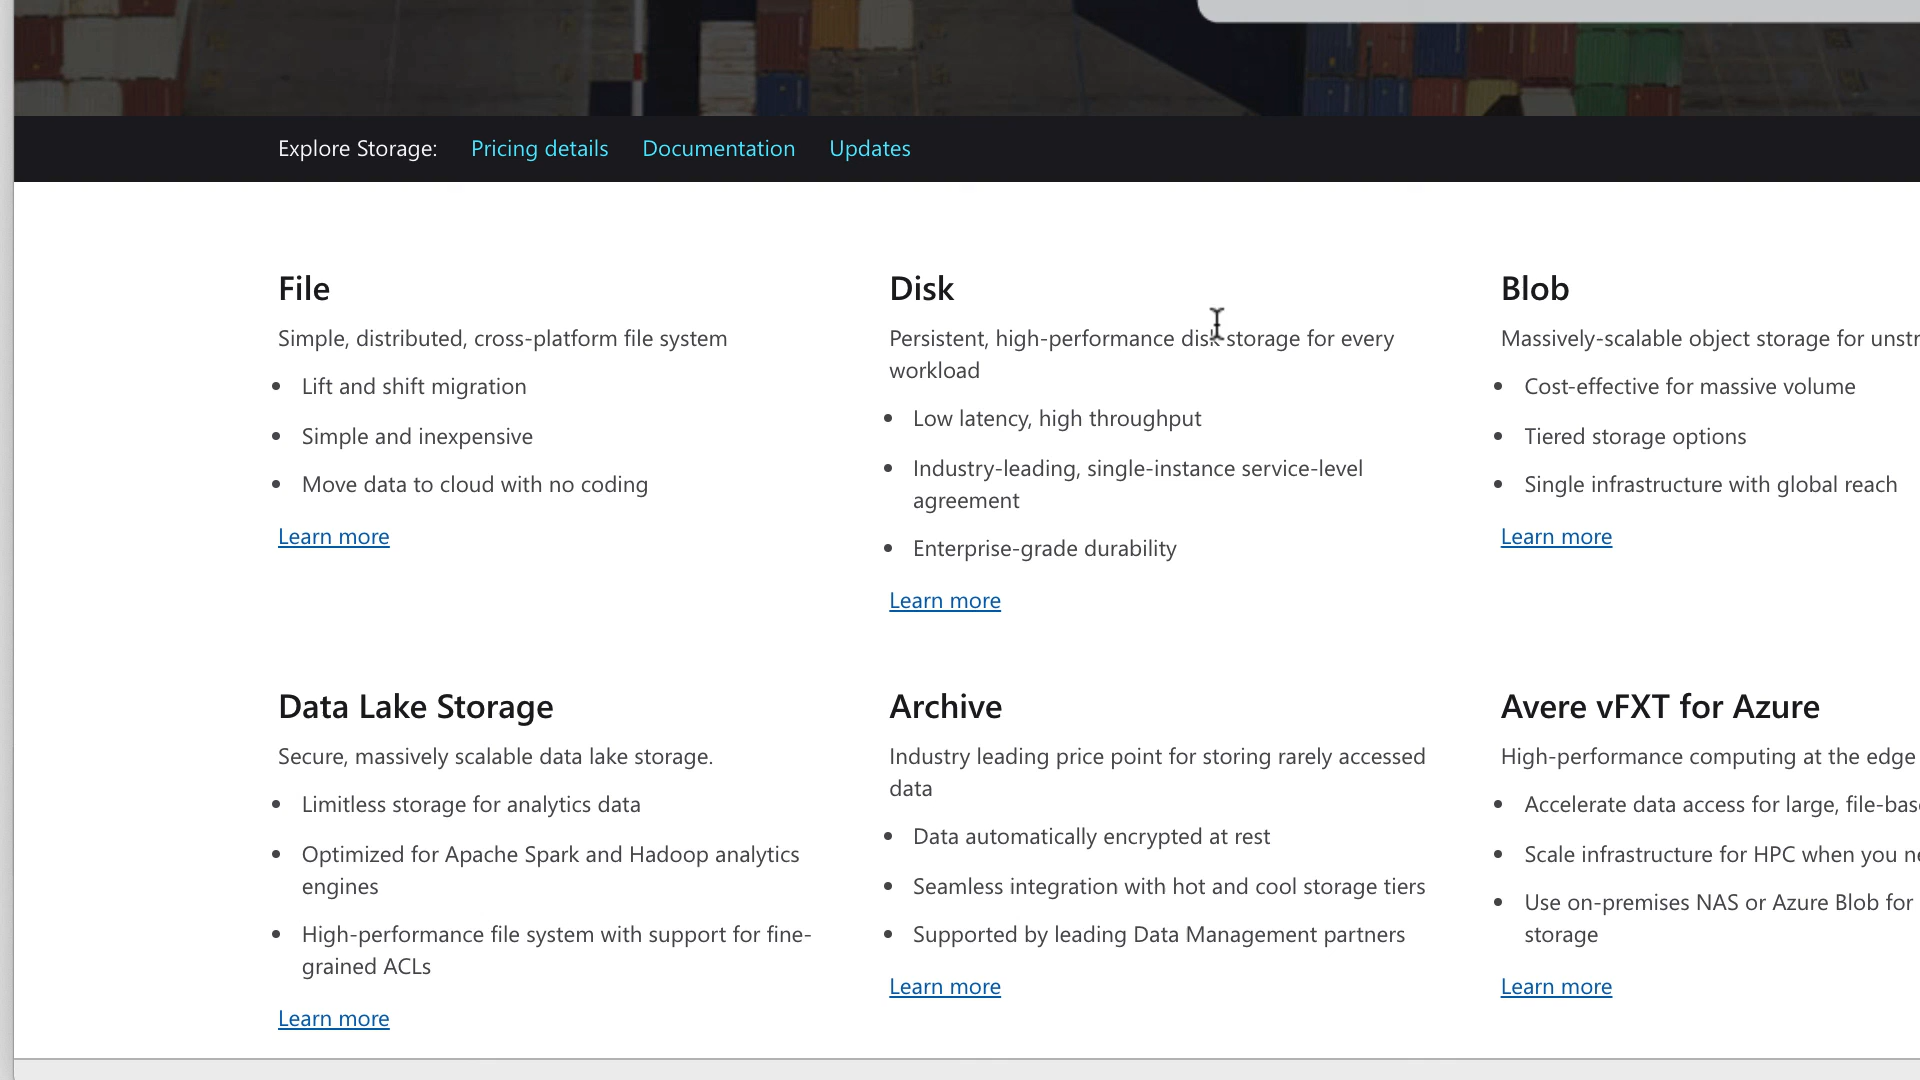 Explore Storage: Pricing details Documentation Updates
File
Simple, distributed, cross-platform file system
• Lift and shift migration
• Simple and inexpensive
• Move data to cloud with no coding
Learn more
Disk
Persistent, high-performance disk storage for every
workload
• Low latency, high throughput
• Industry-leading, single-instance service-level
agreement
• Enterprise-grade durability
Learn more
Blob
Massively-scalable object storage for
• Cost-effective for massive volume
• Tiered storage options
• Single infrastructure with global reach
Learn more
Data Lake Storage
Secure, massively scalable data lake storage.
• Limitless storage for analytics data
• Optimized for Apache Spark and Hadoop analytics
engines
• High-performance file system with support for fine-
grained ACLs
Learn more
Archive
Industry leading price point for storing rarely accessed
data
• Data automatically encrypted at rest
• Seamless integration with hot and cool storage tiers
• Supported by leading Data Management partners
Learn more
Avere vFXT for Azure
High-performance computing at the edge
• Accelerate data access for large,
• Scale infrastructure for HPC when you
• Use on-premises NAS or Azure Blob for
storage
Learn more